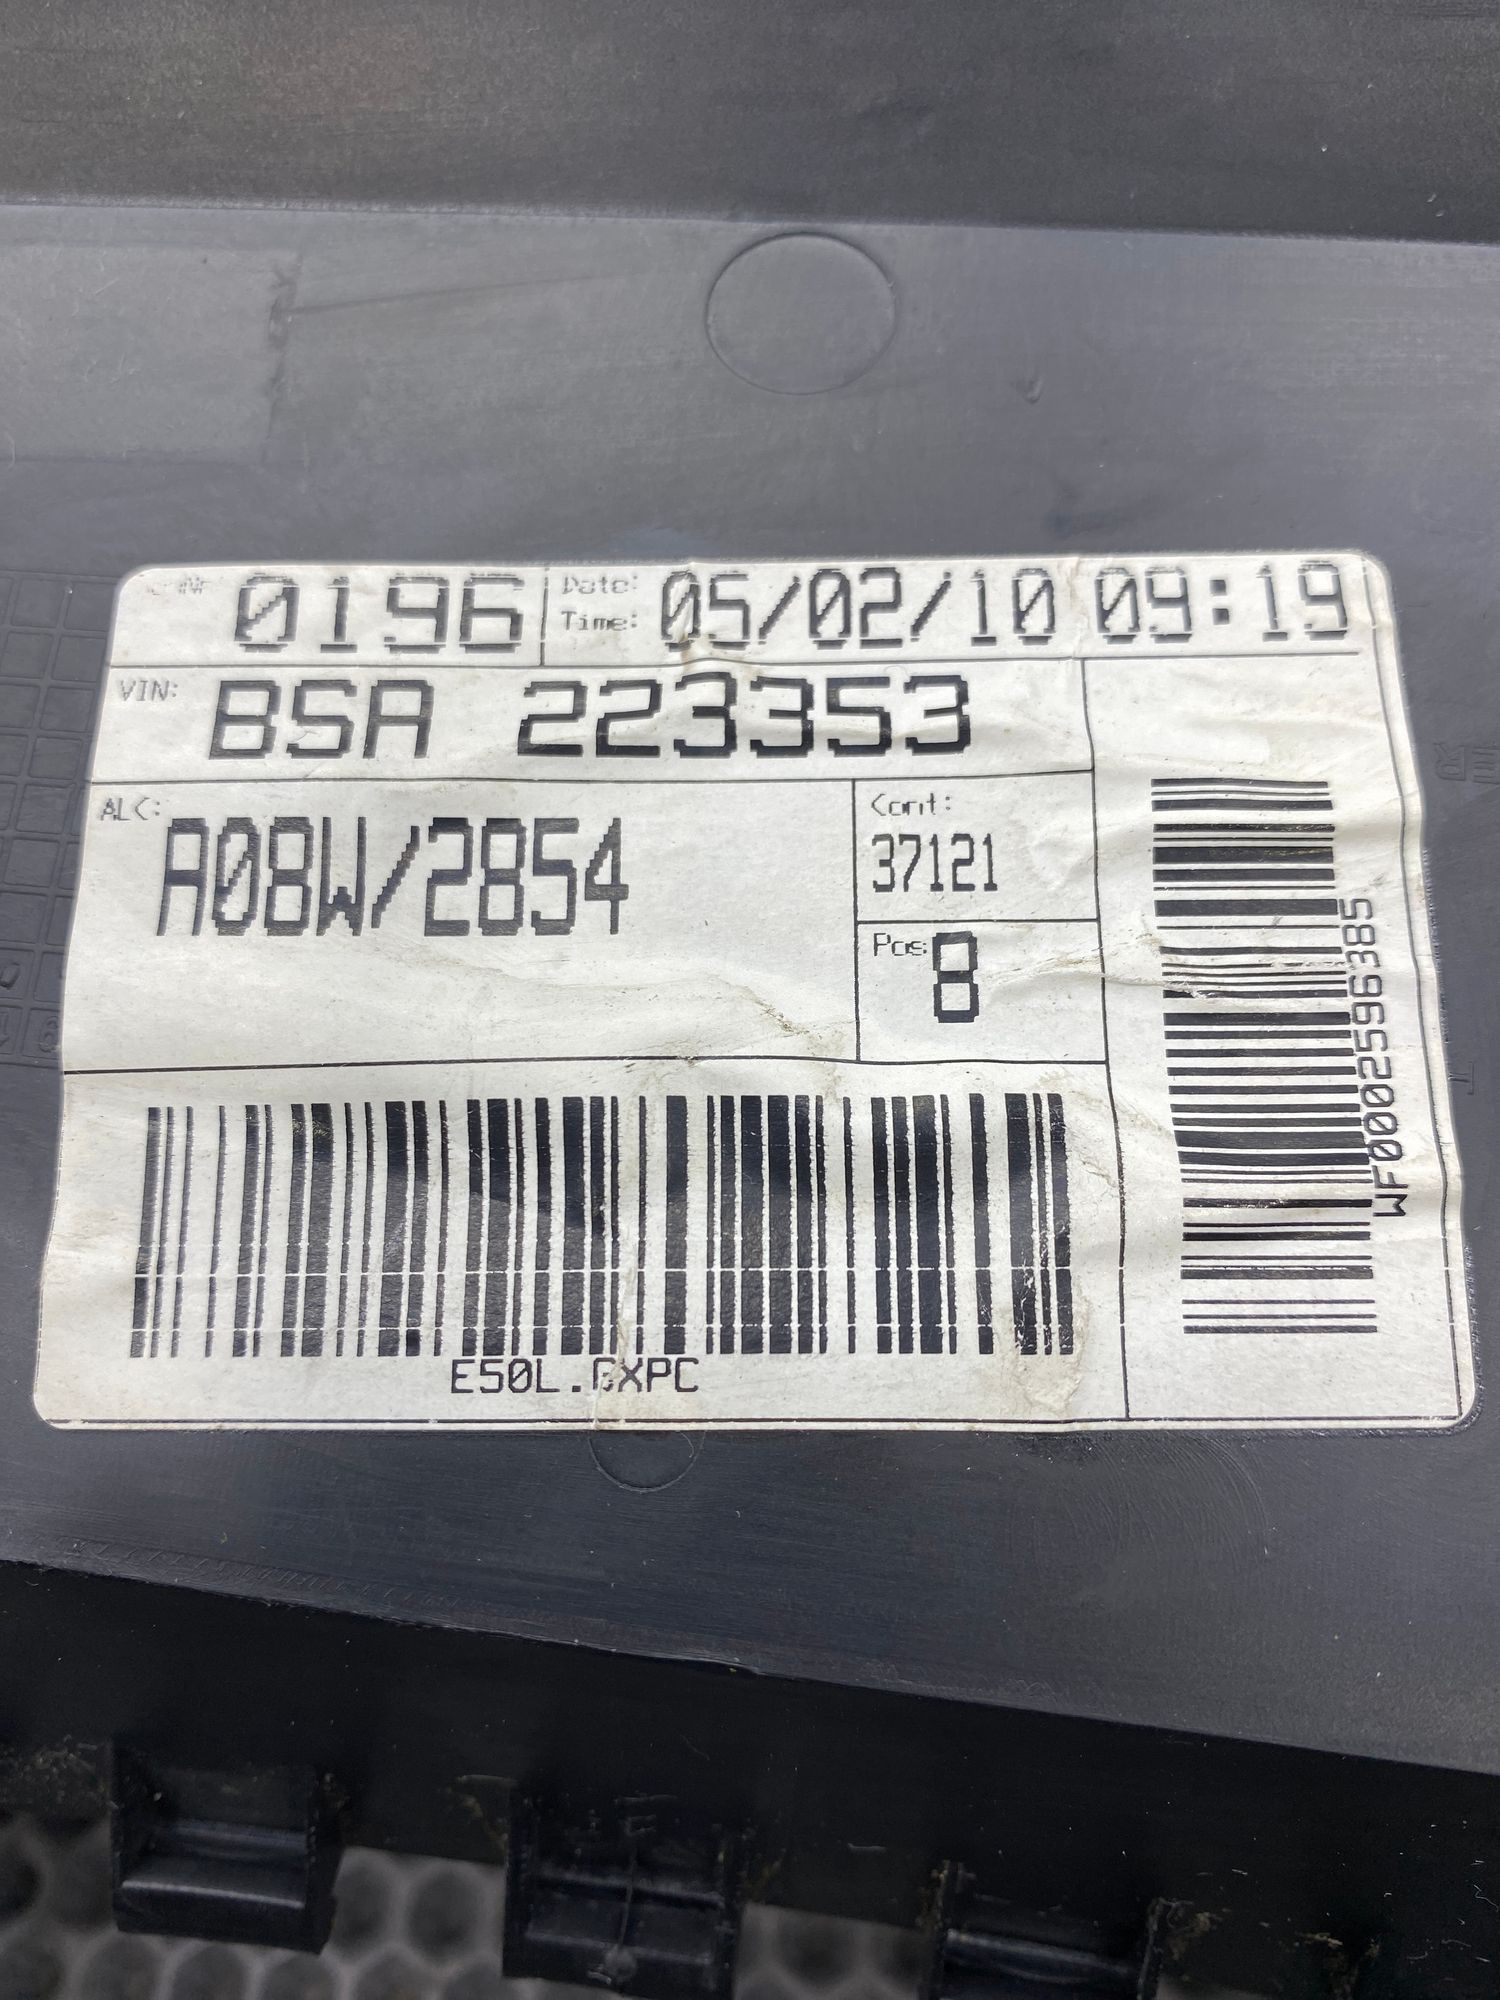 0196 Date: Time: 05/02/10 09:19
VIN: BSA 223353
ALC: A08W/2854
Cont: 37121
Pos 8
WF0002596385
E50L.GXPC